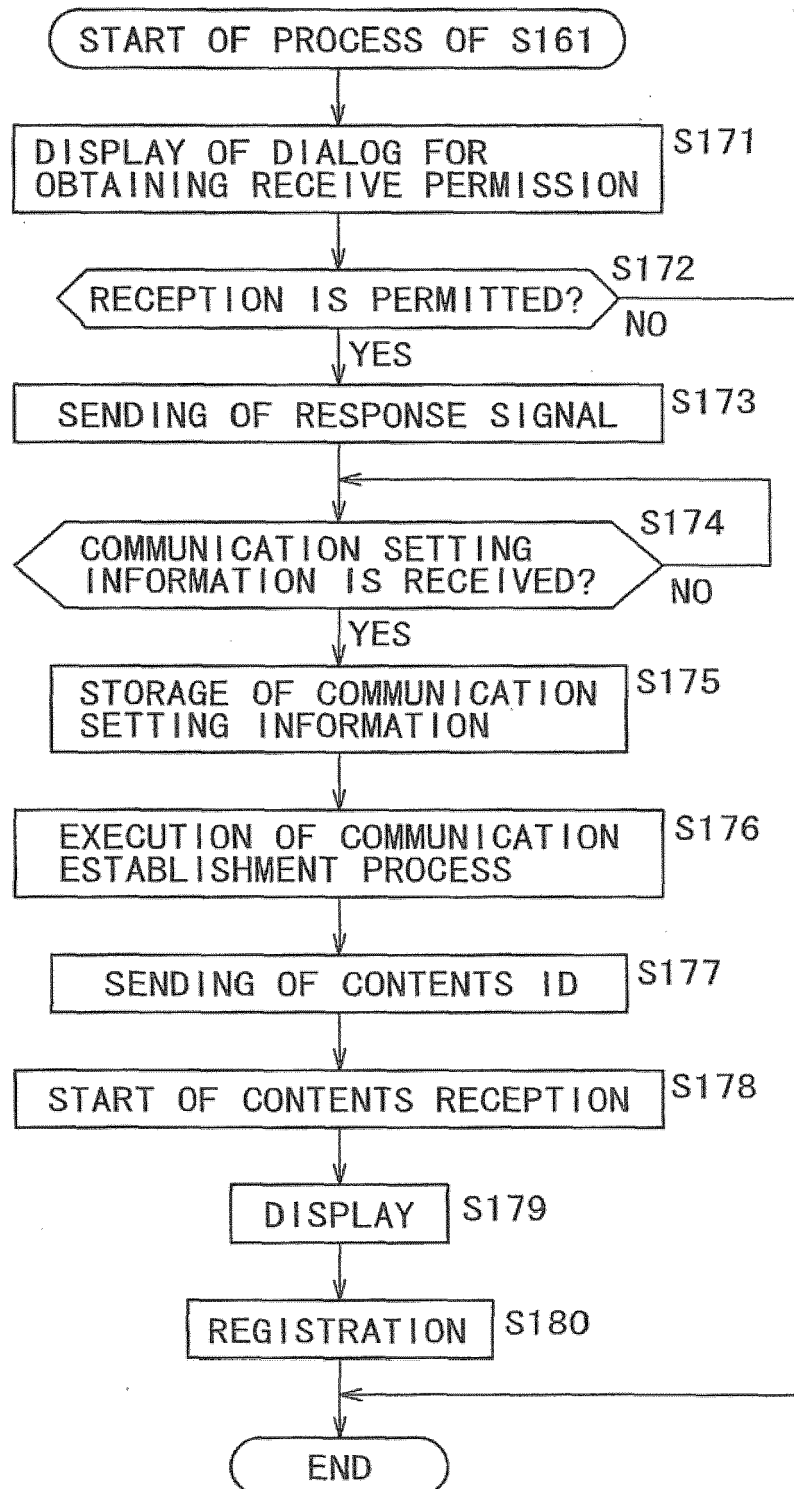 START OF PROCESS OF S161
DISPLAY OF DIALOG FOR
OBTAINING RECEIVE PERMISSION
S171
S172
RECEPTION IS PERMITTED?
NO
YES
SENDING OF RESPONSE SIGNAL
S173
S174
COMMUNICATION SETTING
INFORMATION IS RECEIVED?
NO
YES
STORAGE OF COMMUNICATION
SETTING INFORMATION
S175
EXECUTION OF COMMUNICATION
ESTABLISHMENT PROCESS
S176
SENDING OF CONTENTS ID
S177
START OF CONTENTS RECEPTION
S178
DISPLAY
S179
REGISTRATION
S180
END